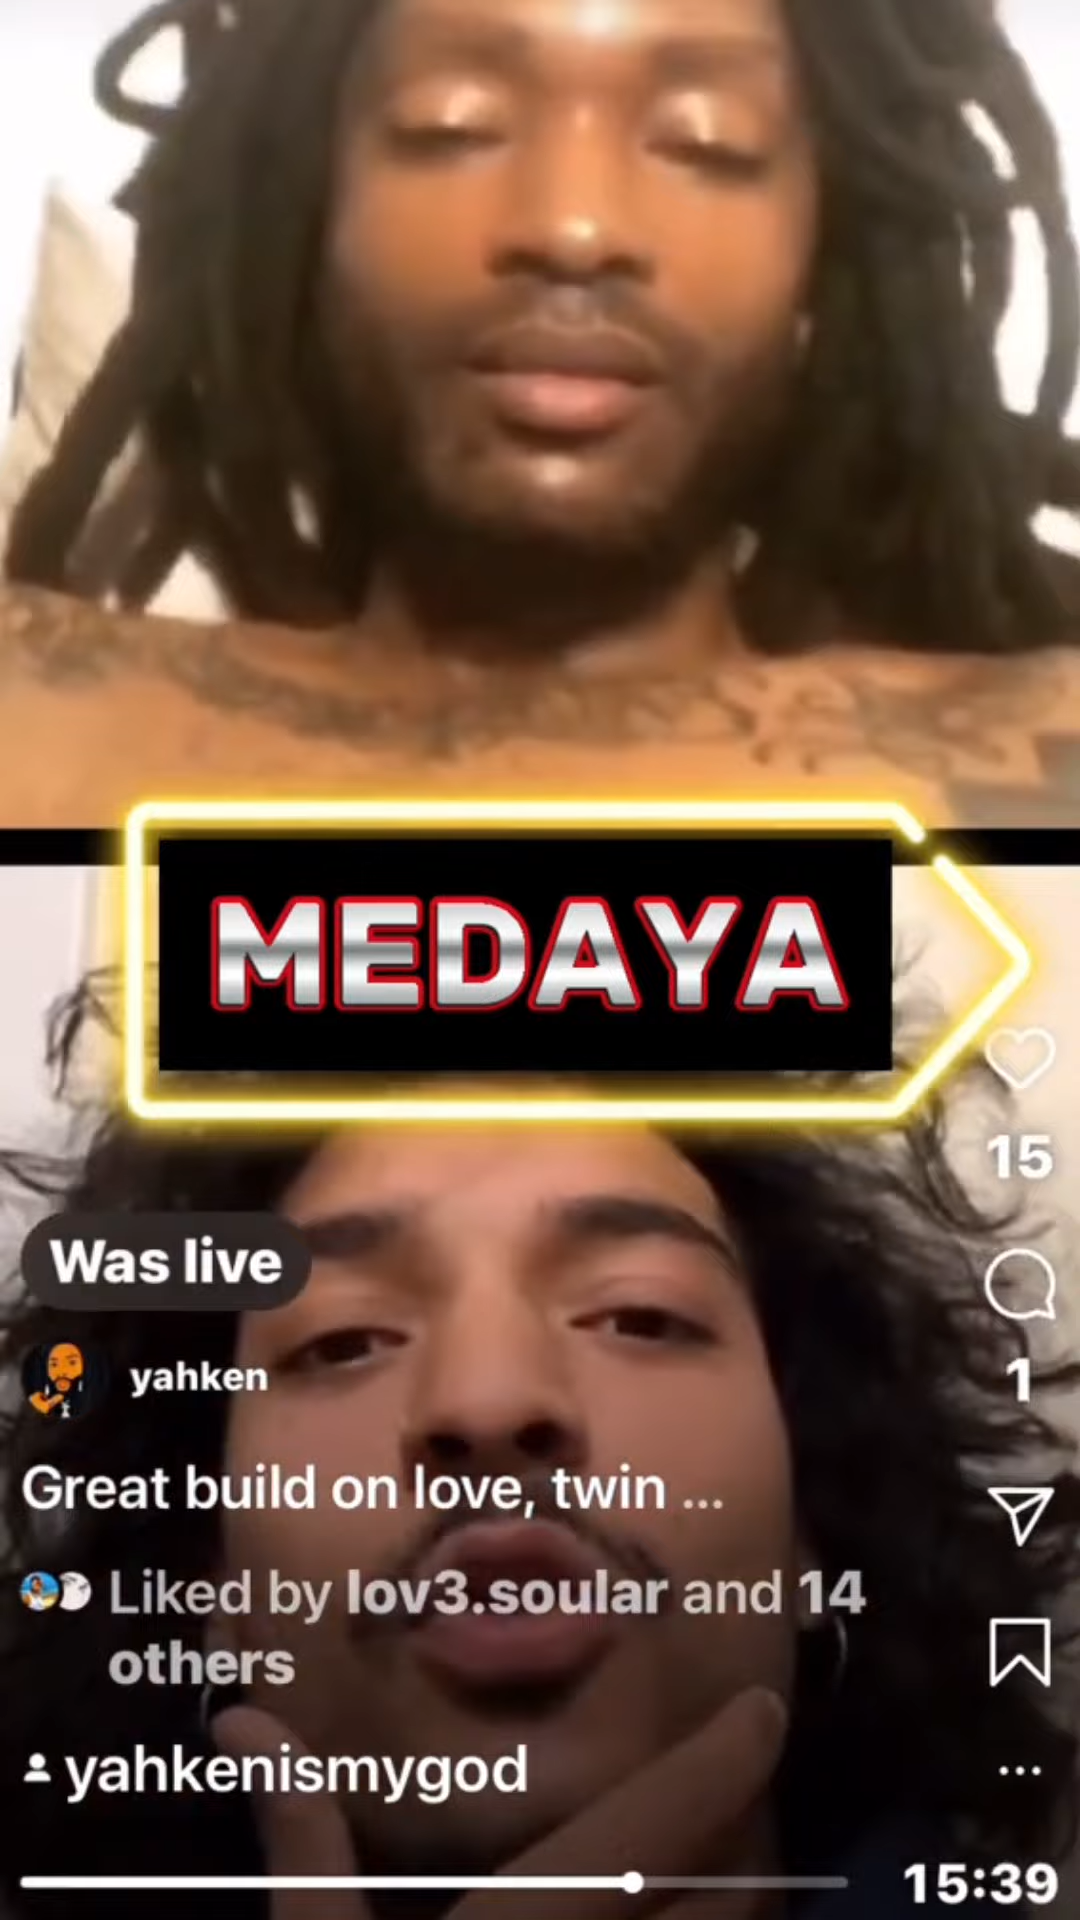 MEDAYA
15
Was live
yahken
1
Great build on love, twin ...
Liked by lov3.soular and 14
others
yahkenismygod
15:39